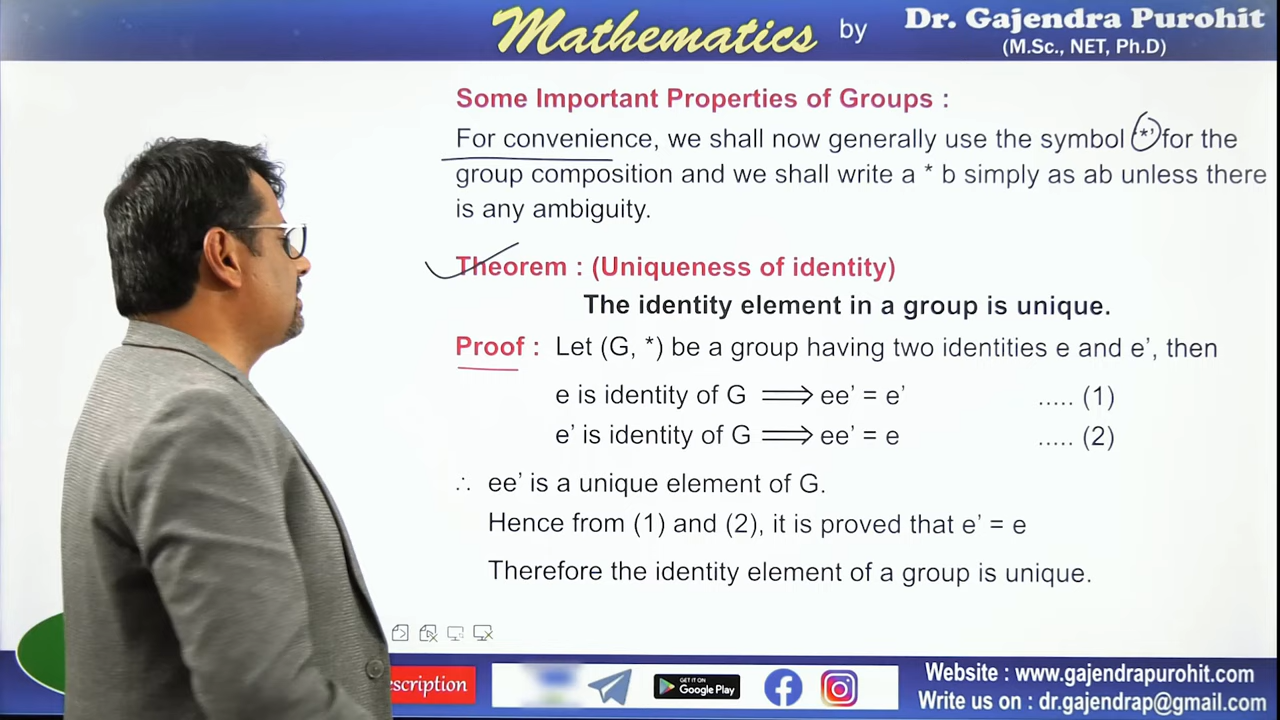 Mathematics by Dr. Gajendra Purohit
(M.Sc., NET, Ph.D)
Some Important Properties of Groups :
For convenience, we shall now generally use the symbol '*' for the
group composition and we shall write a * b simply as ab unless there
is any ambiguity.
Theorem : (Uniqueness of identity)
The identity element in a group is unique.
Proof : Let (G, *) be a group having two identities e and e’, then
e is identity of G ⟹ ee’ = e’ ..... (1)
e’ is identity of G ⟹ ee’ = e ..... (2)
∴ ee’ is a unique element of G.
Hence from (1) and (2), it is proved that e’ = e
Therefore the identity element of a group is unique.
escription
GET IT ON
Google Play
Website : www.gajendrapurohit.com
Write us on : dr.gajendrap@gmail.com